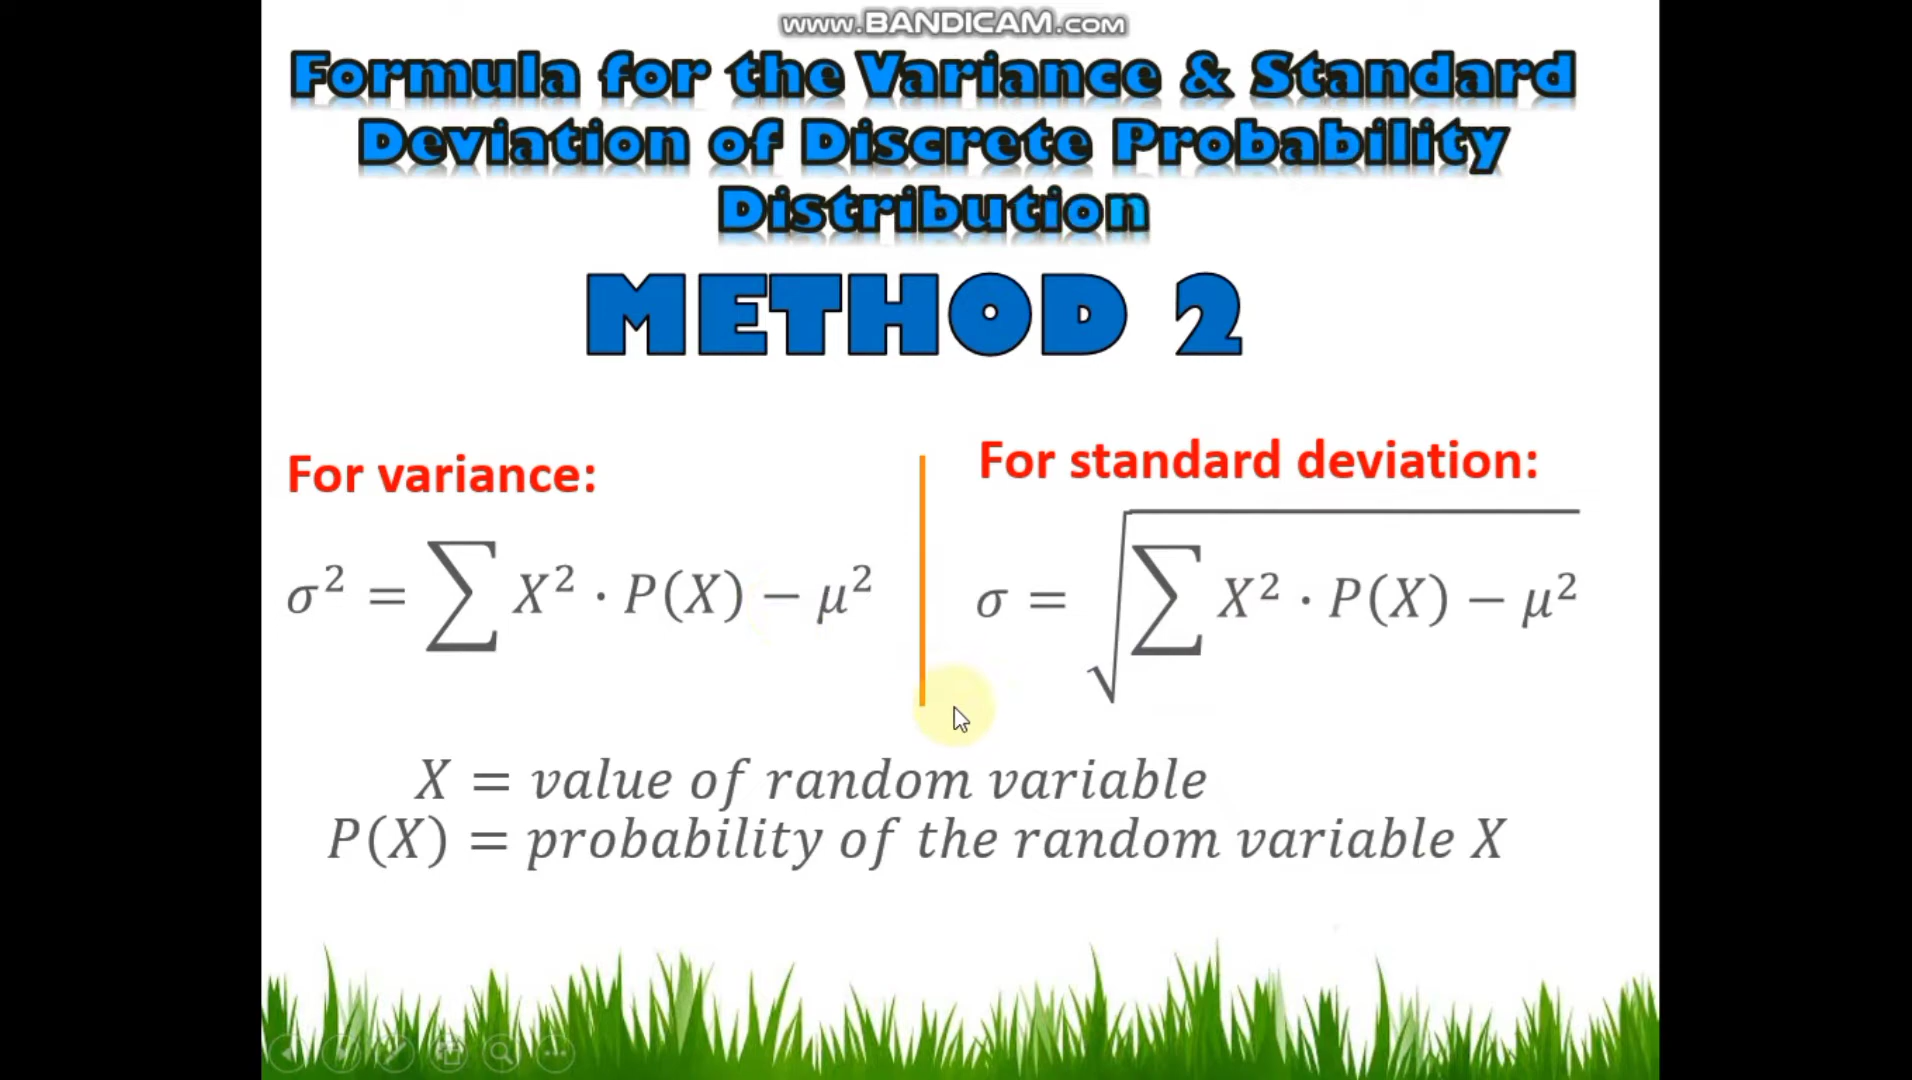 www.BANDICAM.com
Formula for the Variance & Standard
Deviation of Discrete Probability
Distribution
METHOD 2
For variance:
σ² = ∑ X² · P(X) − μ²
For standard deviation:
σ = √(∑ X² · P(X) − μ²)
X = value of random variable
P(X) = probability of the random variable X